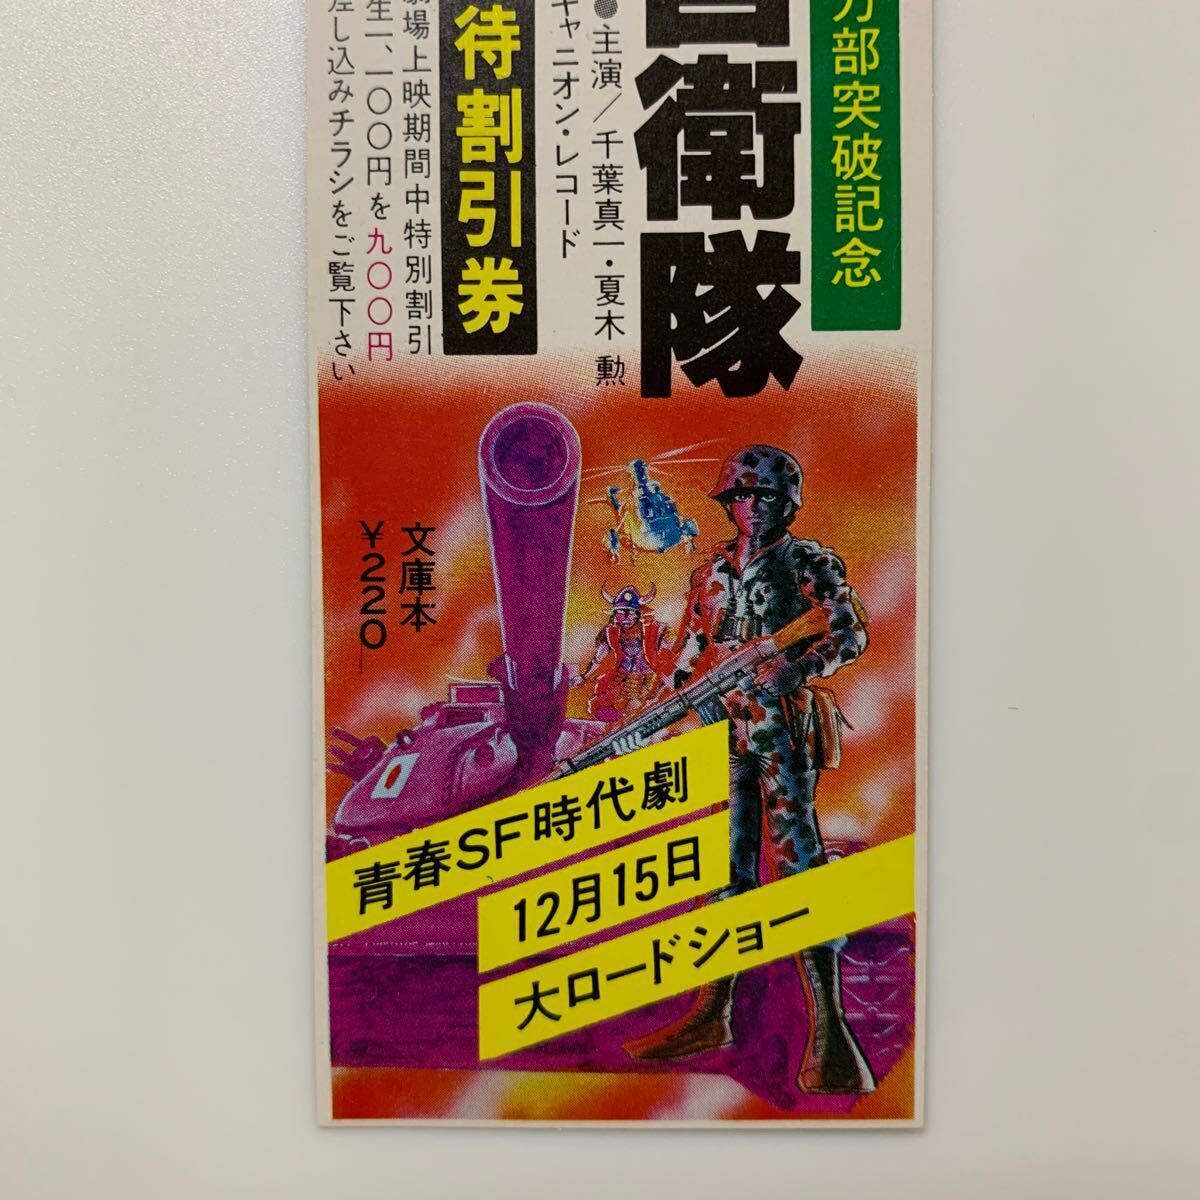 万部突破記念
自衛隊
●主演／千葉真一・夏木 勲
キャニオン・レコード
待割引券
劇場上映期間中特別割引
生一、一〇〇円を九〇〇円
差し込みチラシをご覧下さい
文庫本
¥220
青春SF時代劇
12月15日
大ロードショー